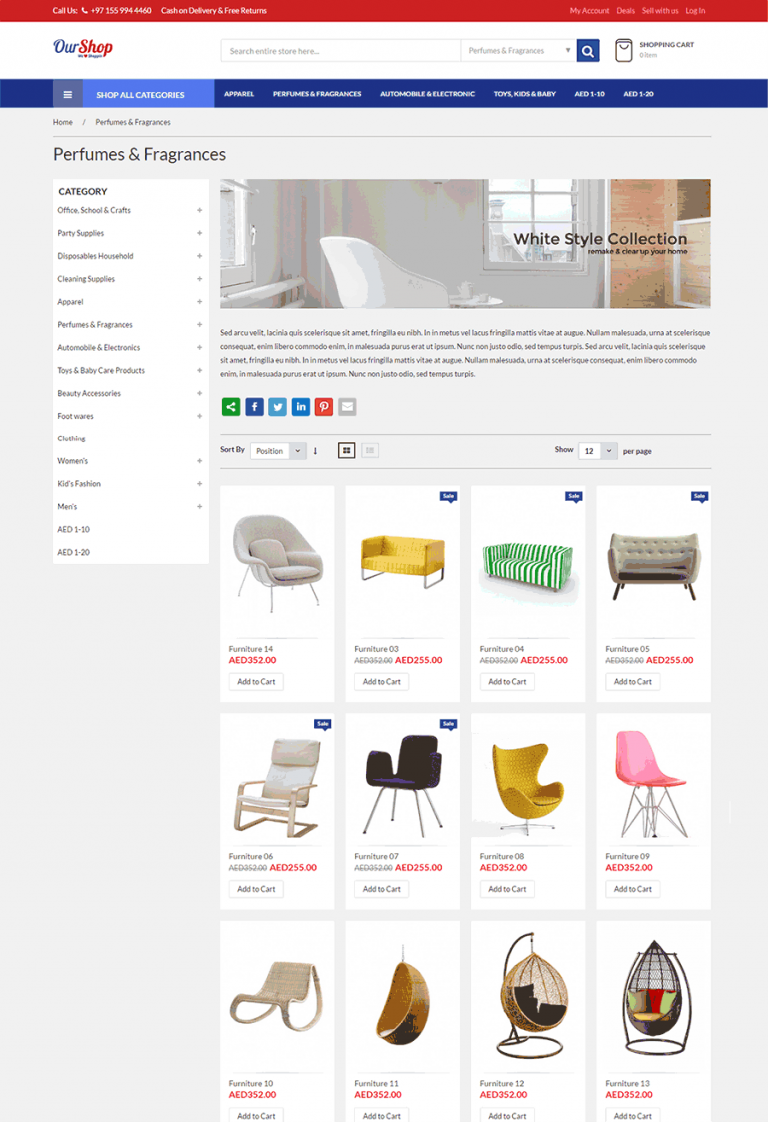 Call Us: +97 155 994 4460 Cash on Delivery & Free Returns My Account Deals Sell with us Log In
OurShop
Search entire store here... Perfumes & Fragrances SHOPPING CART
0 item
SHOP ALL CATEGORIES APPAREL PERFUMES & FRAGRANCES AUTOMOBILE & ELECTRONIC TOYS, KIDS & BABY AED 1-10 AED 1-20
Home / Perfumes & Fragrances
Perfumes & Fragrances
CATEGORY
Office, School & Crafts +
Party Supplies +
Disposables Household +
Cleaning Supplies +
Apparel +
Perfumes & Fragrances +
Automobile & Electronics +
Toys & Baby Care Products +
Beauty Accessories +
Foot wares +
Clothing
Women's +
Kid's Fashion +
Men's +
AED 1-10
AED 1-20
White Style Collection
remake & clear up your home
Sed arcu velit, lacinia quis scelerisque sit amet, fringilla eu nibh. In in metus vel lacus fringilla mattis vitae at augue. Nullam malesuada, urna at scelerisque
consequat, enim libero commodo enim, in malesuada purus erat ut ipsum. Nunc non justo odio, sed tempus turpis. Sed arcu velit, lacinia quis scelerisque
sit amet, fringilla eu nibh. In in metus vel lacus fringilla mattis vitae at augue. Nullam malesuada, urna at scelerisque consequat, enim libero commodo
enim, in malesuada purus erat ut ipsum. Nunc non justo odio, sed tempus turpis.
Sort By Position Show 12 per page
Sale Sale Sale
Furniture 14 Furniture 03 Furniture 04 Furniture 05
AED352.00 AED352.00 AED255.00 AED352.00 AED255.00 AED352.00 AED255.00
Add to Cart Add to Cart Add to Cart Add to Cart
Sale Sale
Furniture 06 Furniture 07 Furniture 08 Furniture 09
AED352.00 AED255.00 AED352.00 AED255.00 AED352.00 AED352.00
Add to Cart Add to Cart Add to Cart Add to Cart
Furniture 10 Furniture 11 Furniture 12 Furniture 13
AED352.00 AED352.00 AED352.00 AED352.00
Add to Cart Add to Cart Add to Cart Add to Cart